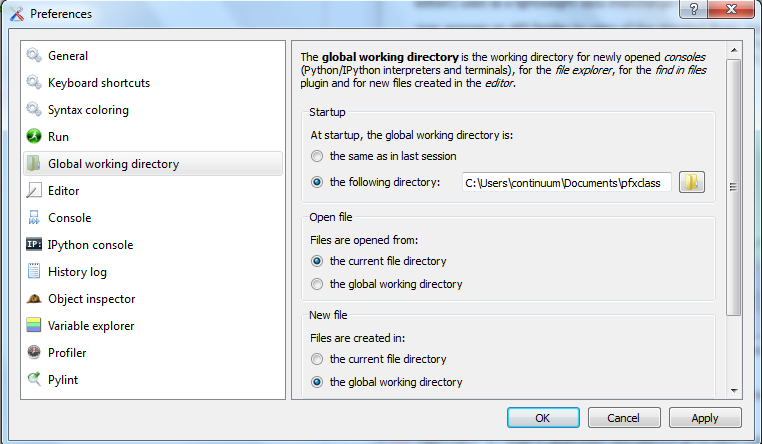 Preferences
General
Keyboard shortcuts
Syntax coloring
Run
Global working directory
Editor
Console
IP: IPython console
History log
Object inspector
Variable explorer
Profiler
Pylint
The global working directory is the working directory for newly opened consoles
(Python/IPython interpreters and terminals), for the file explorer, for the find in files
plugin and for new files created in the editor.
Startup
At startup, the global working directory is:
the same as in last session
the following directory: C:\Users\continuum\Documents\pfxclass
Open file
Files are opened from:
the current file directory
the global working directory
New file
Files are created in:
the current file directory
the global working directory
OK Cancel Apply